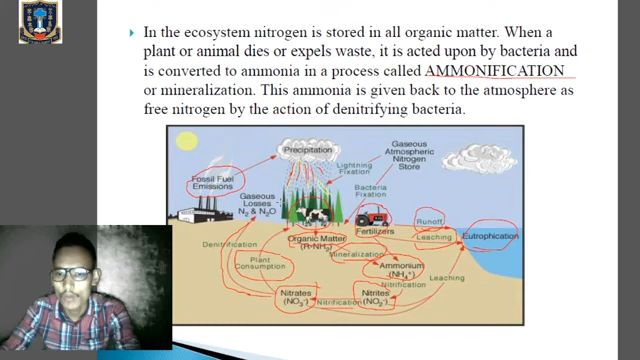 In the ecosystem nitrogen is stored in all organic matter. When a
plant or animal dies or expels waste, it is acted upon by bacteria and
is converted to ammonia in a process called AMMONIFICATION
or mineralization. This ammonia is given back to the atmosphere as
free nitrogen by the action of denitrifying bacteria.
Precipitation
Gaseous
Atmospheric
Nitrogen
Store
Lightning
Fixation
Fossil Fuel
Emissions
Bacteria
Fixation
Gaseous
Losses
N₂ & N₂O
Runoff
Fertilizers
Eutrophication
Organic Matter
(R-NH₂)
Leaching
Denitrification
Mineralization
Plant
Consumption
Ammonium
(NH₄⁺)
Leaching
Nitrification
Nitrates
(NO₃⁻)
Nitrification
Nitrites
(NO₂⁻)